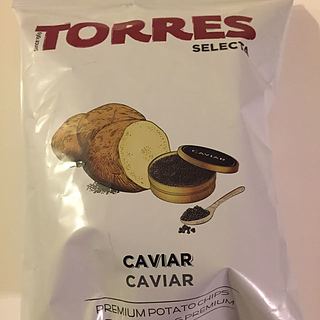 TORRES
SELECTA
CAVIAR
CAVIAR
CAVIAR
PREMIUM POTATO CHIPS
PREMIUM